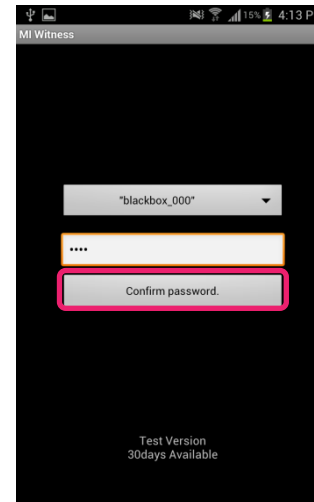 15% 4:13 P
MI Witness
"blackbox_000"
••••
Confirm password.
Test Version
30days Available